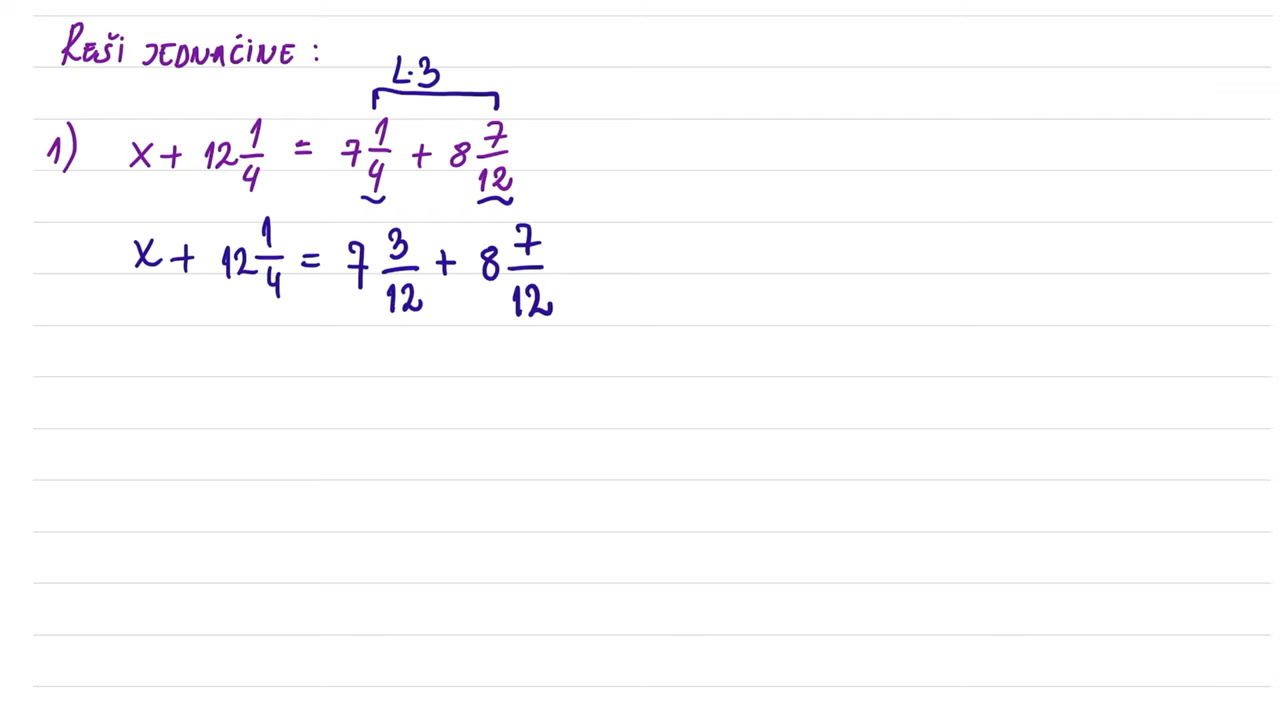 REŠI JEDNAČINE :
L·3
1) x + 12 1/4 = 7 1/4 + 8 7/12
x + 12 1/4 = 7 3/12 + 8 7/12